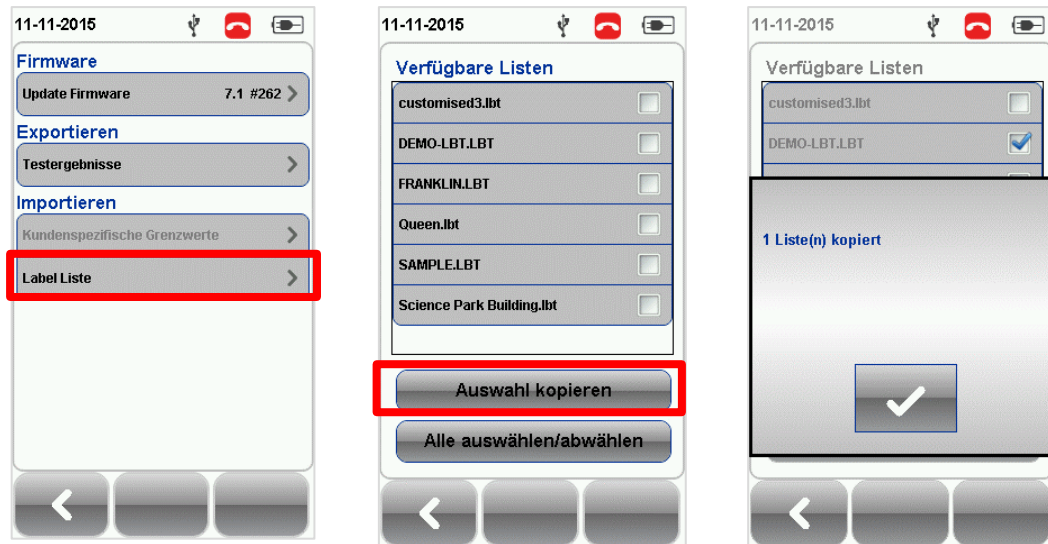 11-11-2015
Firmware
Update Firmware 7.1 #262
Exportieren
Testergebnisse
Importieren
Kundenspezifische Grenzwerte
Label Liste
11-11-2015
Verfügbare Listen
customised3.lbt
DEMO-LBT.LBT
FRANKLIN.LBT
Queen.lbt
SAMPLE.LBT
Science Park Building.lbt
Auswahl kopieren
Alle auswählen/abwählen
11-11-2015
Verfügbare Listen
customised3.lbt
DEMO-LBT.LBT
1 Liste(n) kopiert